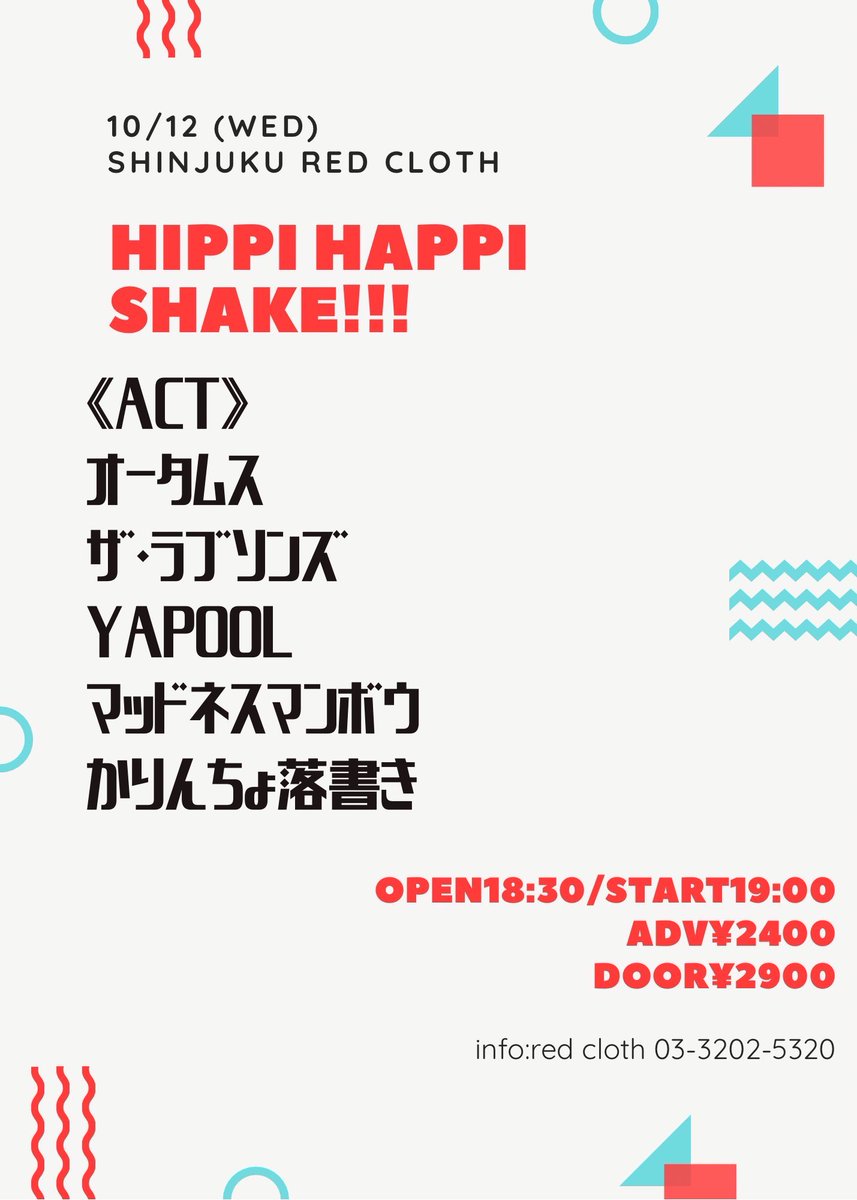 10/12 (WED)
SHINJUKU RED CLOTH
HIPPI HAPPI
SHAKE!!!
《ACT》
オータムス
ザ・ラブソンズ
YAPOOL
マッドネスマンボウ
かりんちょ落書き
OPEN18:30/START19:00
ADV¥2400
DOOR¥2900
info:red cloth 03-3202-5320